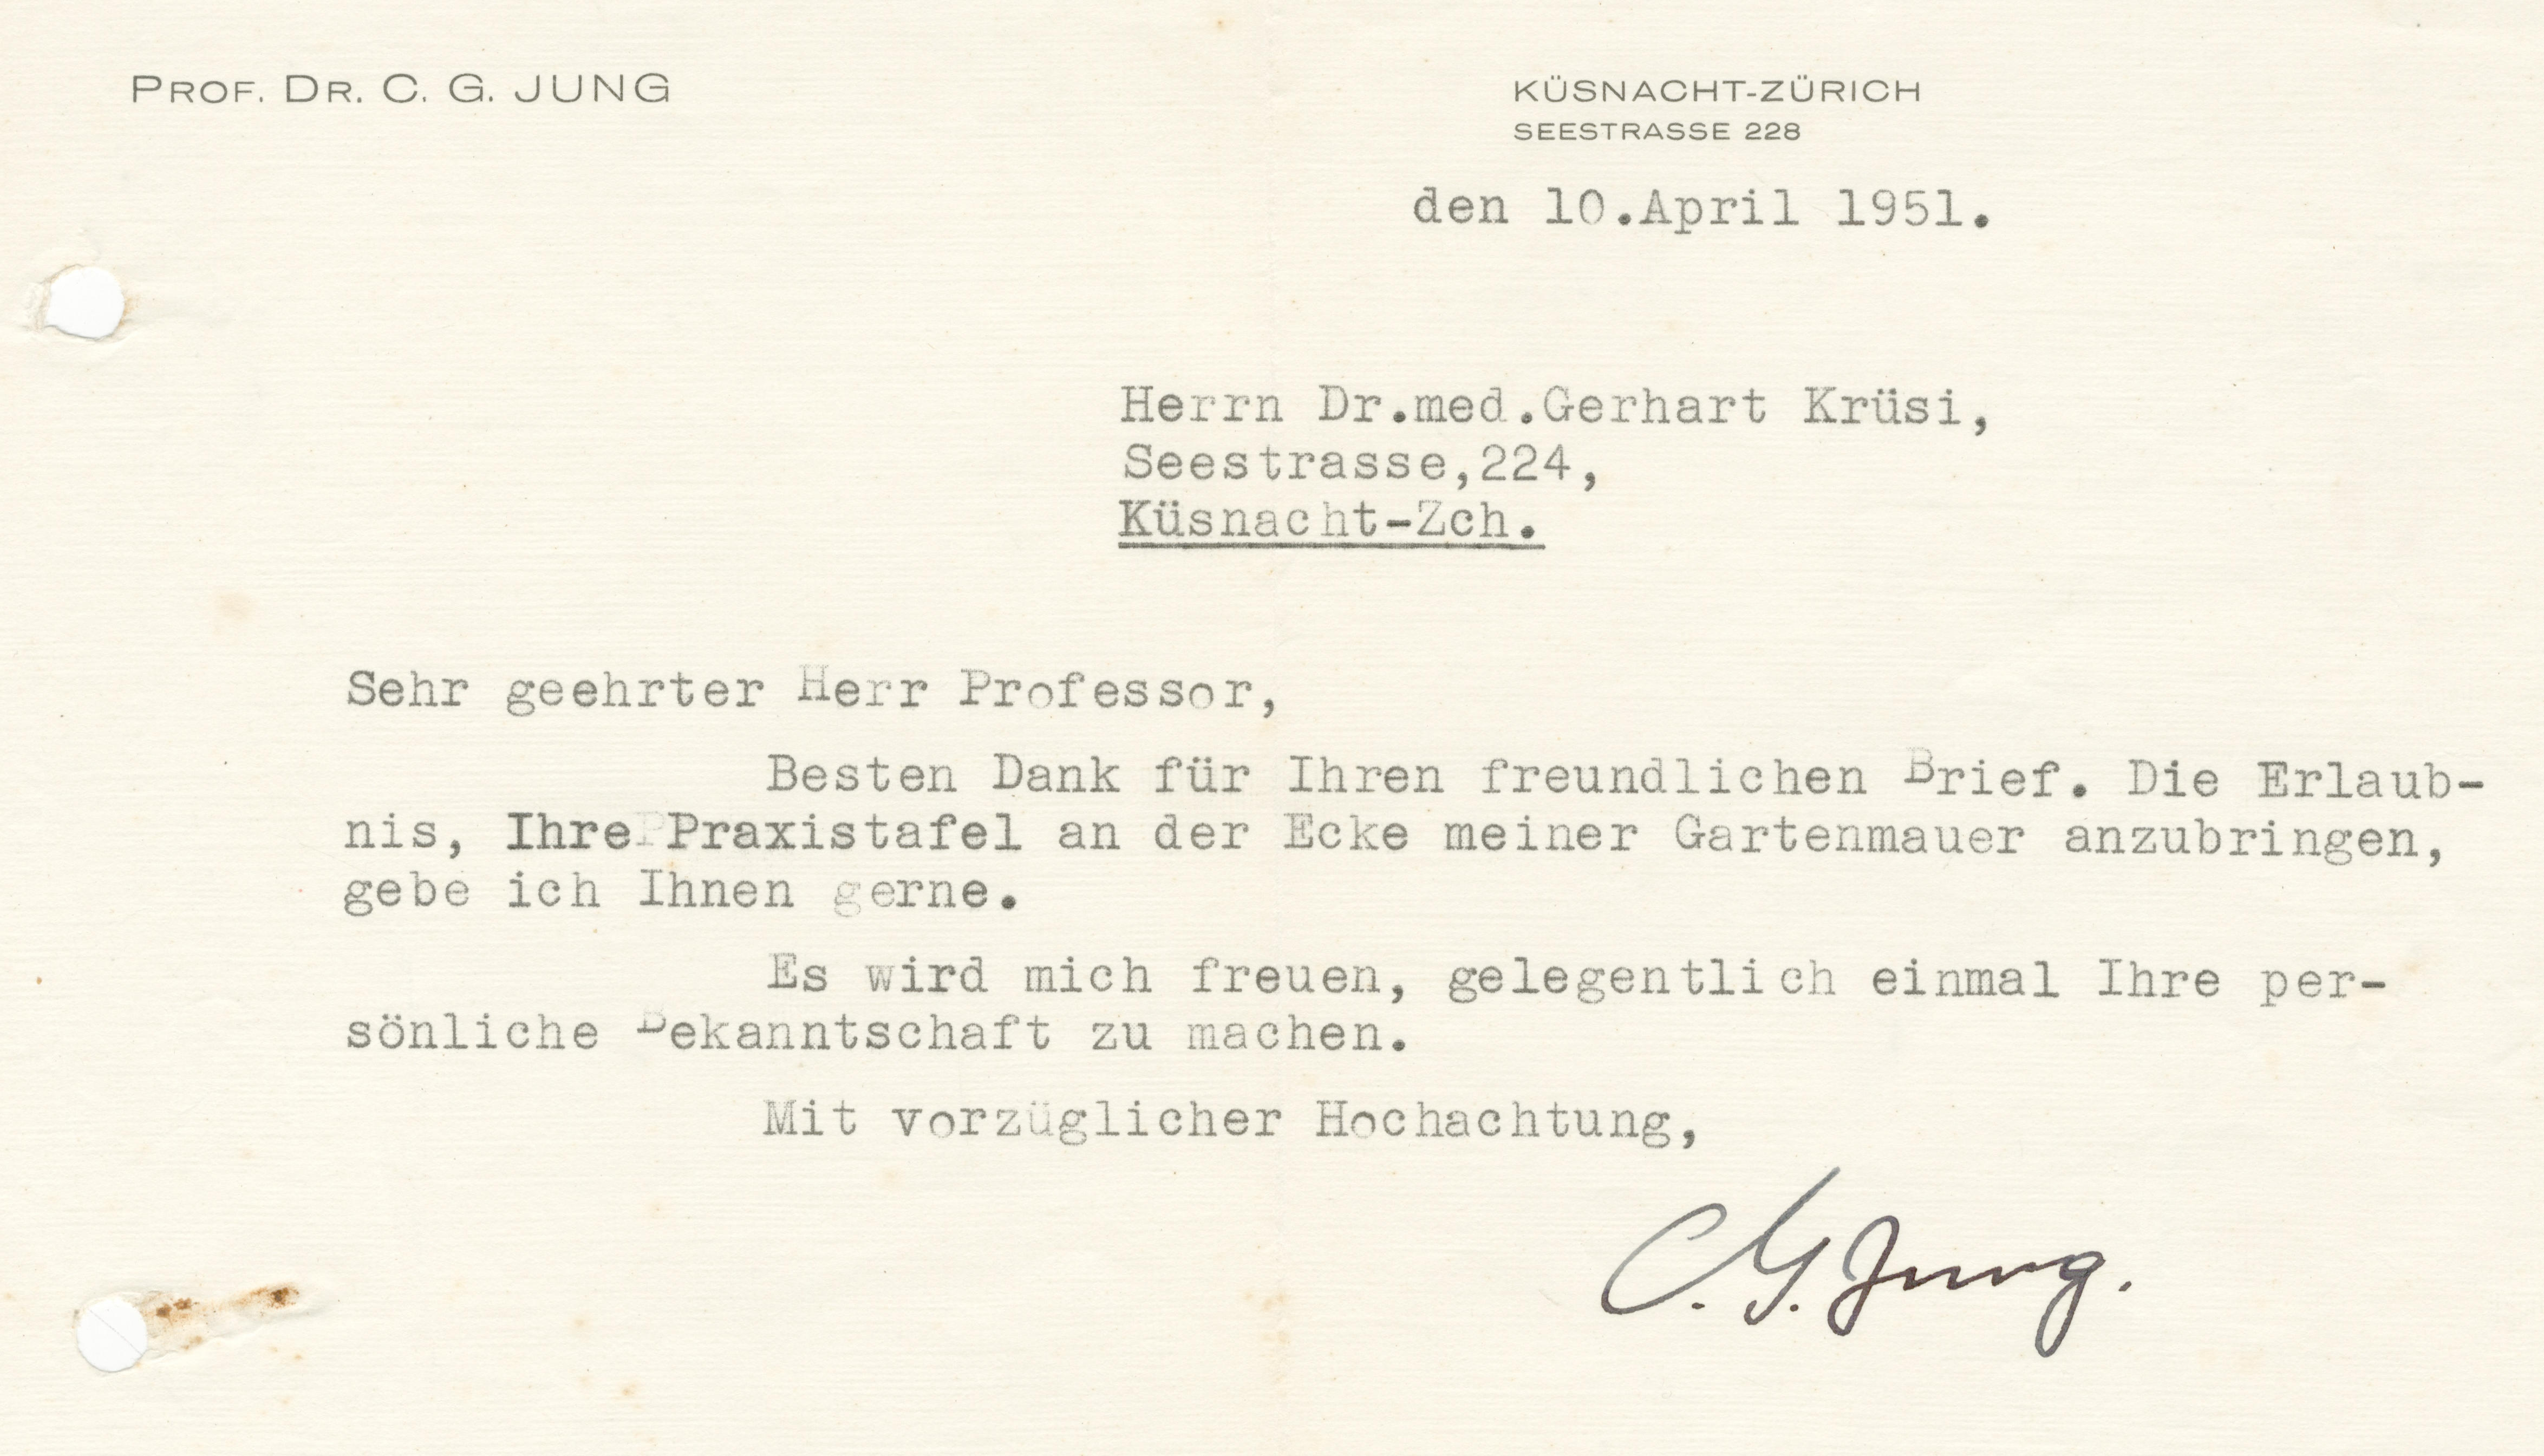 PROF. DR. C. G. JUNG
KÜSNACHT-ZÜRICH
SEESTRASSE 228
den 10.April 1951.
Herrn Dr.med.Gerhart Krüsi,
Seestrasse,224,
Küsnacht-Zch.
Sehr geehrter Herr Professor,
Besten Dank für Ihren freundlichen Brief. Die Erlaub-
nis, Ihre Praxistafel an der Ecke meiner Gartenmauer anzubringen,
gebe ich Ihnen gerne.
Es wird mich freuen, gelegentlich einmal Ihre per-
sönliche Bekanntschaft zu machen.
Mit vorzüglicher Hochachtung,
C. G. Jung.